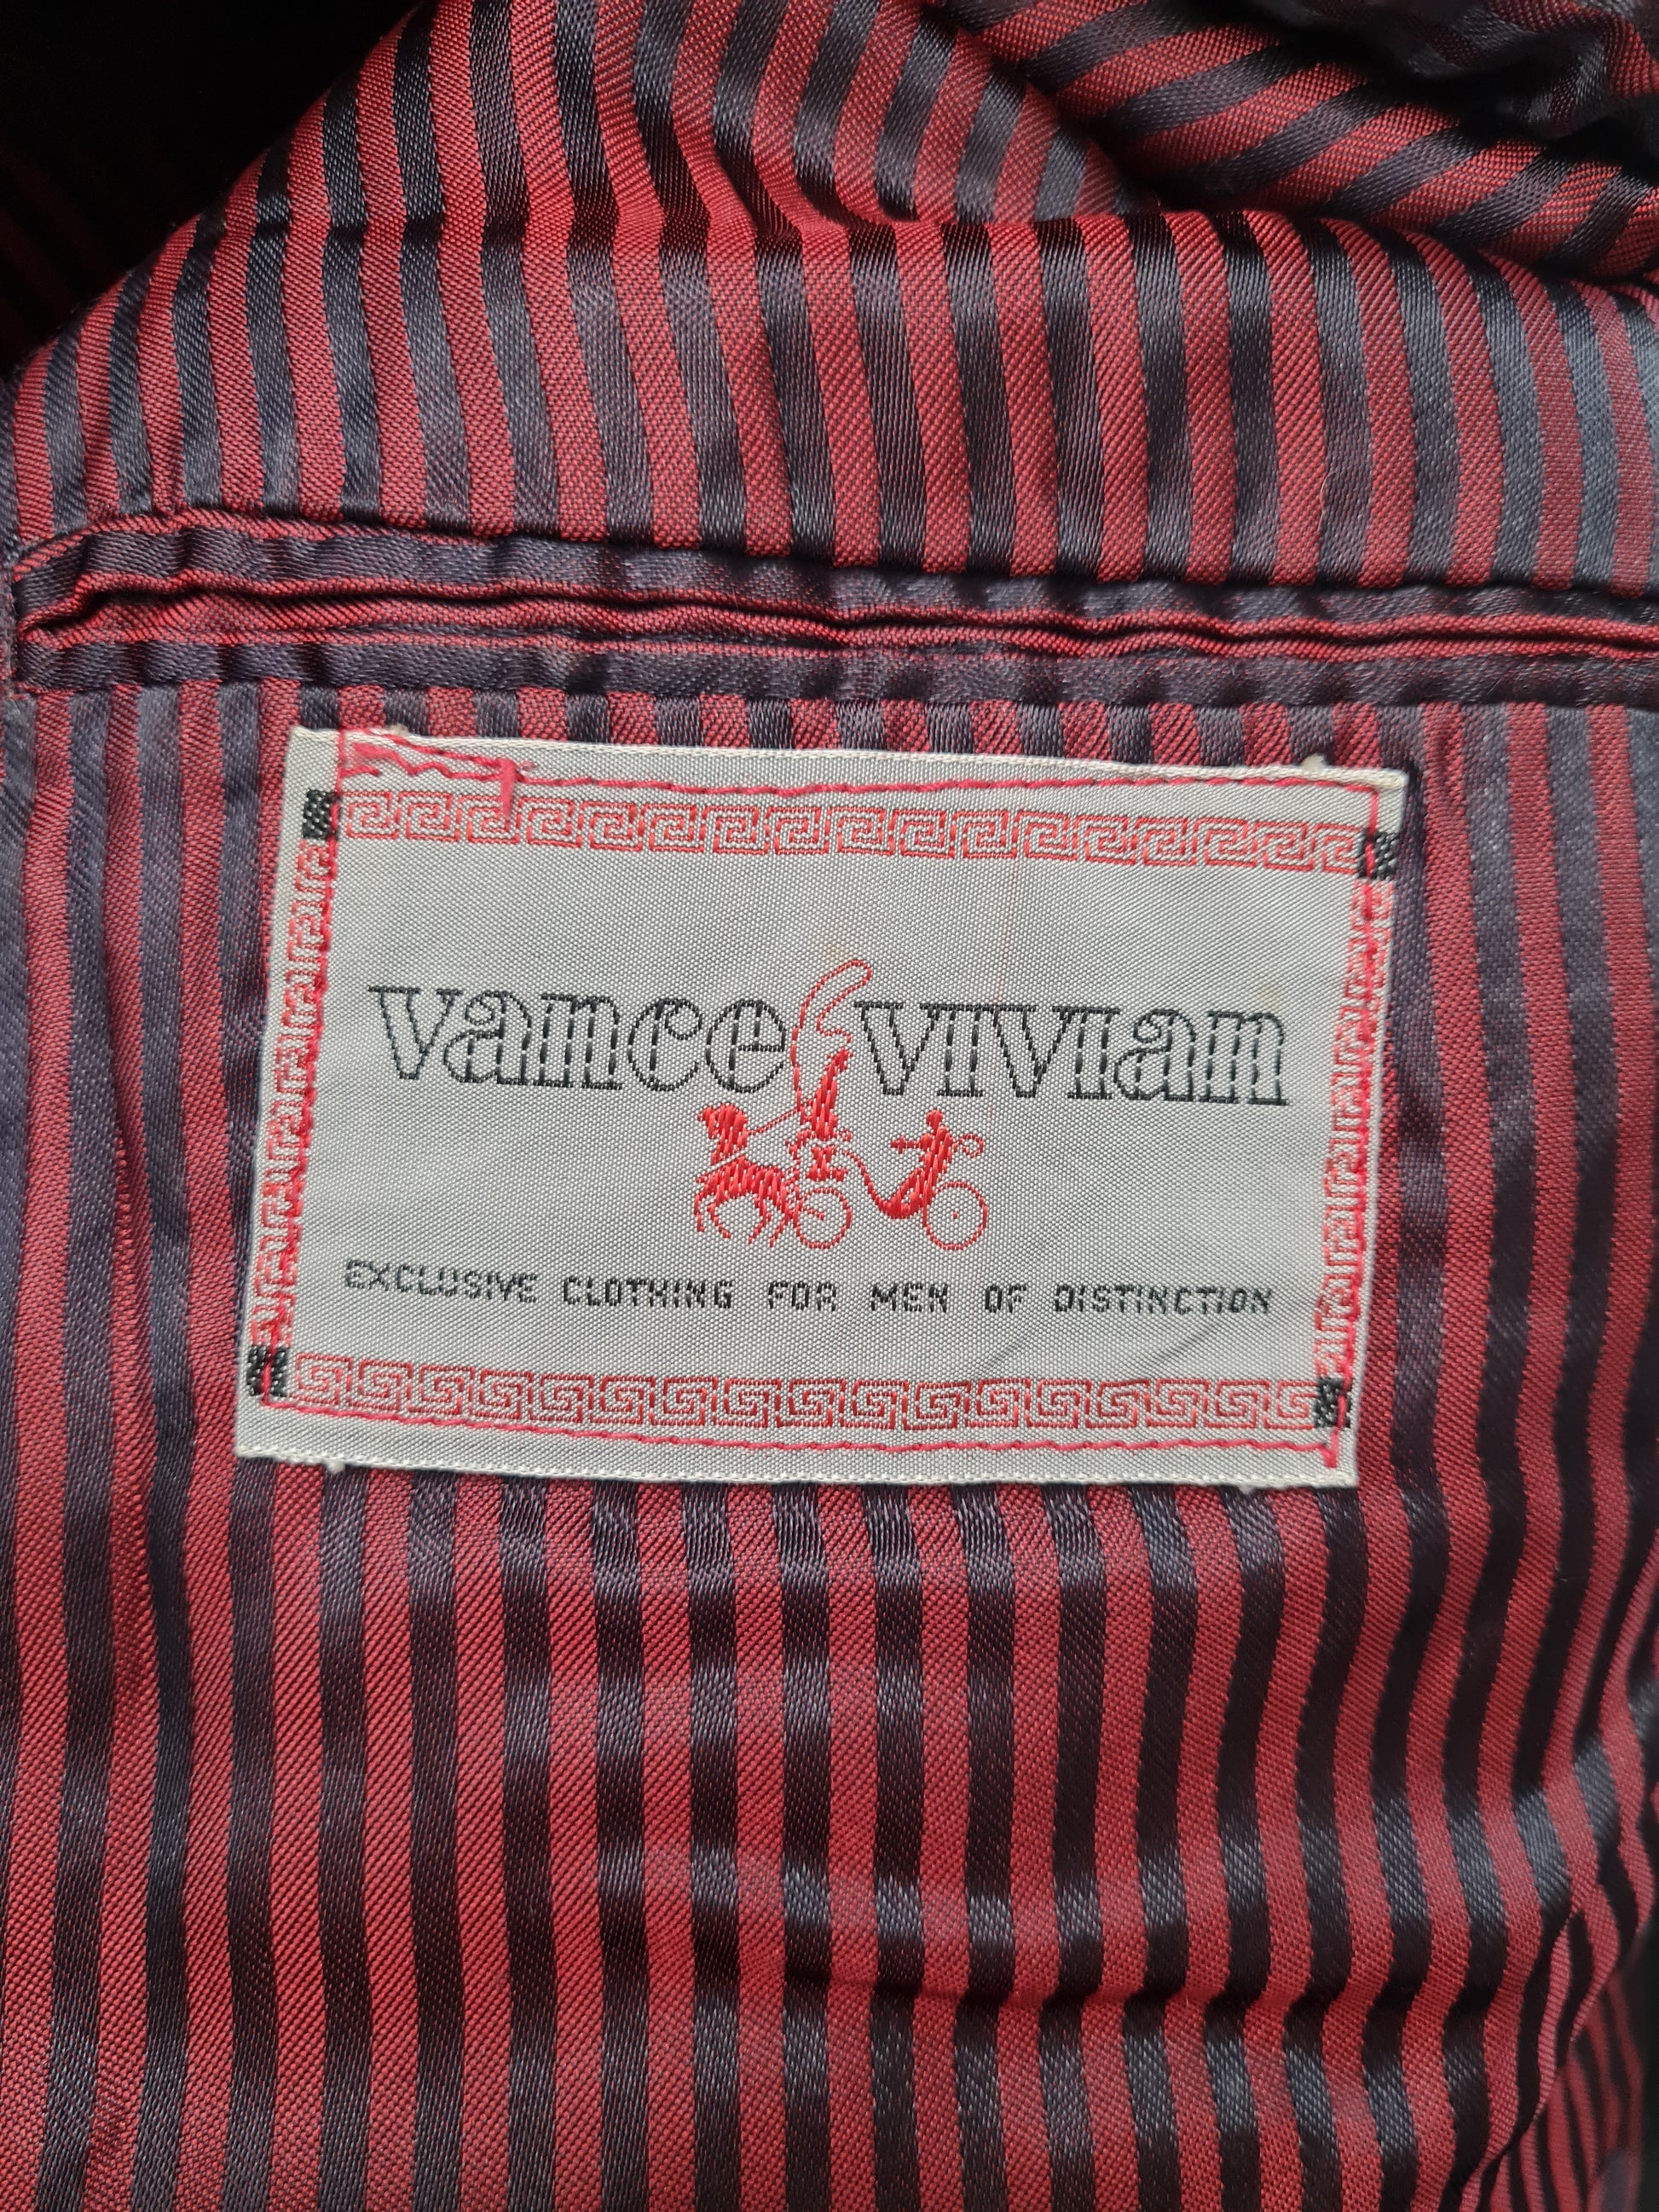 vance vivian
EXCLUSIVE CLOTHING FOR MEN OF DISTINCTION